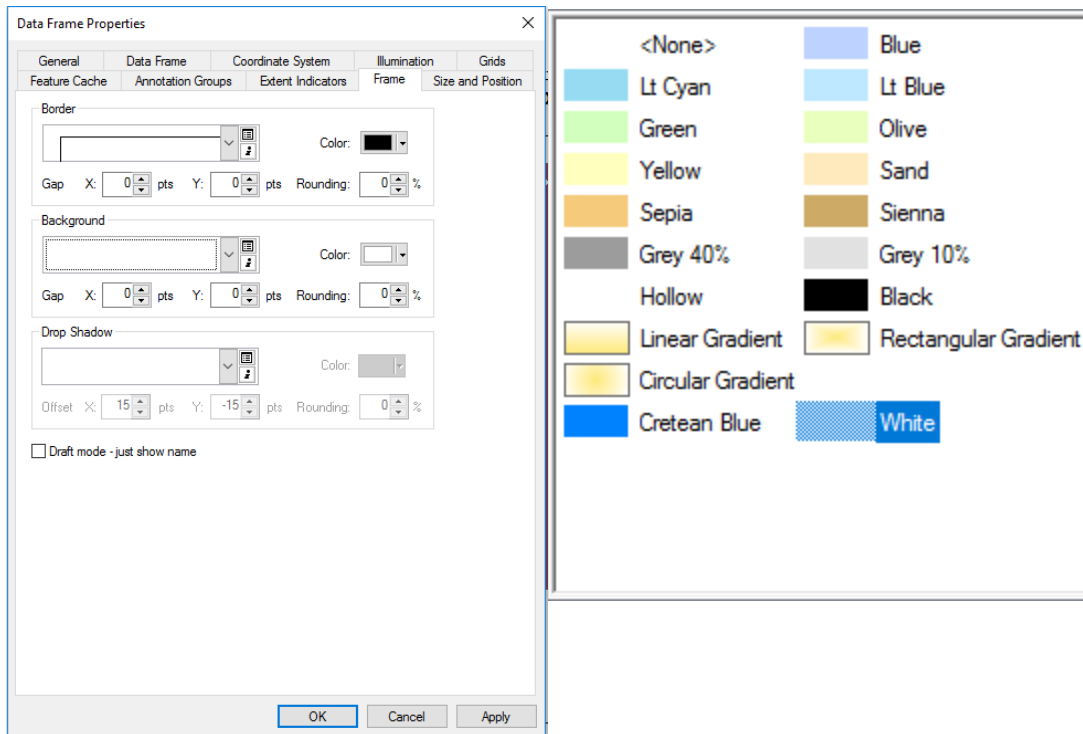 Data Frame Properties
General Data Frame Coordinate System Illumination Grids
Feature Cache Annotation Groups Extent Indicators Frame Size and Position
Border
Color:
Gap X: 0 pts Y: 0 pts Rounding: 0 %
Background
Color:
Gap X: 0 pts Y: 0 pts Rounding: 0 %
Drop Shadow
Color:
Offset X: 15 pts Y: -15 pts Rounding: 0 %
Draft mode - just show name
OK Cancel Apply
<None> Blue
Lt Cyan Lt Blue
Green Olive
Yellow Sand
Sepia Sienna
Grey 40% Grey 10%
Hollow Black
Linear Gradient Rectangular Gradient
Circular Gradient
Cretean Blue White